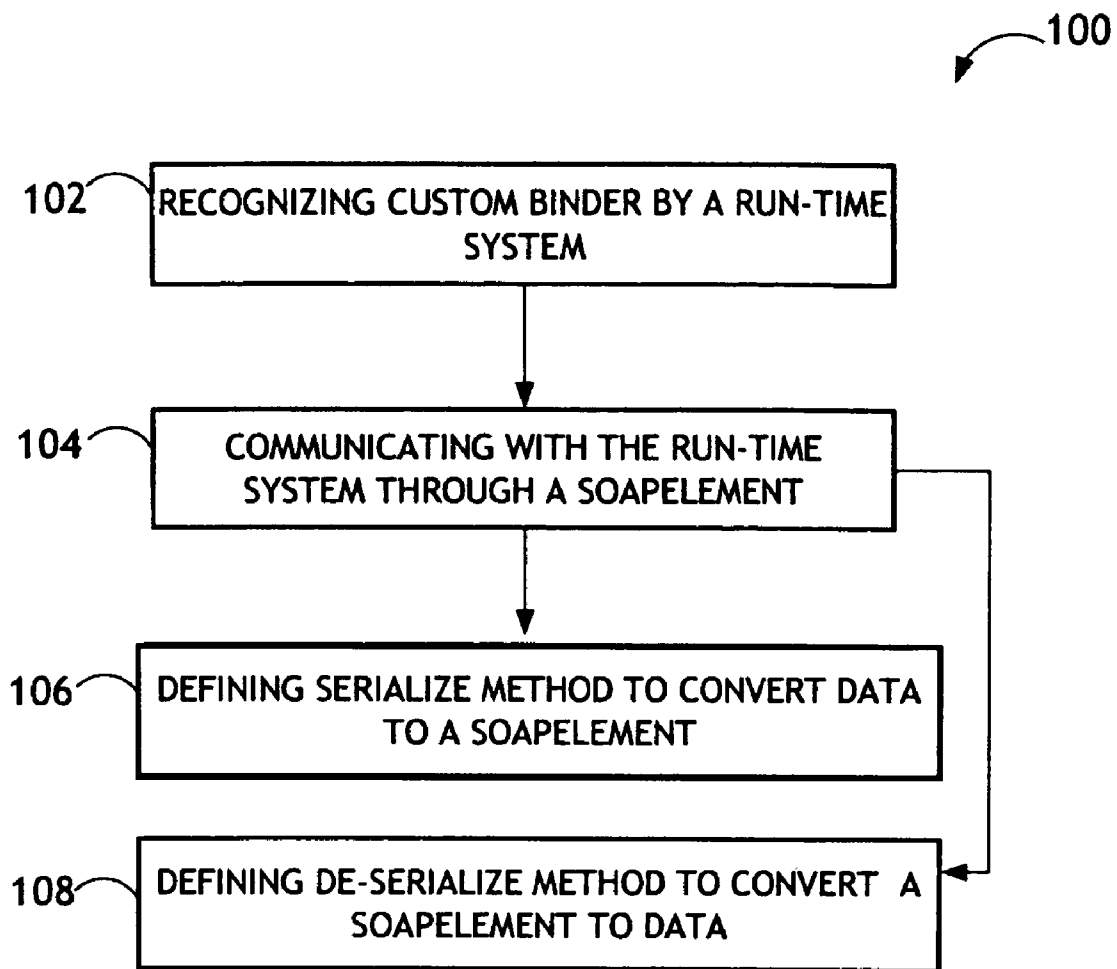 100
102
RECOGNIZING CUSTOM BINDER BY A RUN-TIME
SYSTEM
104
COMMUNICATING WITH THE RUN-TIME
SYSTEM THROUGH A SOAPELEMENT
106
DEFINING SERIALIZE METHOD TO CONVERT DATA
TO A SOAPELEMENT
108
DEFINING DE-SERIALIZE METHOD TO CONVERT A
SOAPELEMENT TO DATA